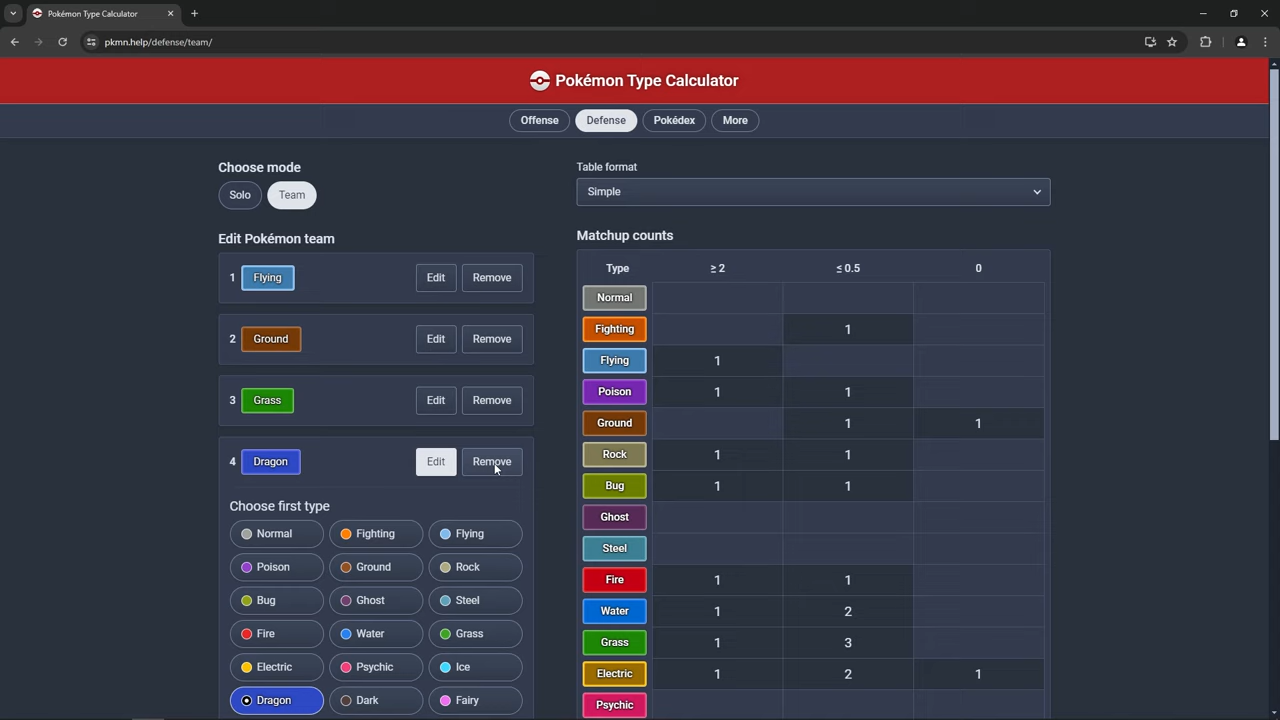 Pokémon Type Calculator
pkmn.help/defense/team/
Pokémon Type Calculator
Offense Defense Pokédex More
Choose mode
Solo Team
Edit Pokémon team
1 Flying Edit Remove
2 Ground Edit Remove
3 Grass Edit Remove
4 Dragon Edit Remove
Choose first type
Normal Fighting Flying
Poison Ground Rock
Bug Ghost Steel
Fire Water Grass
Electric Psychic Ice
Dragon Dark Fairy
Table format
Simple
Matchup counts
Type ≥ 2 ≤ 0.5 0
Normal
Fighting 1
Flying 1
Poison 1 1
Ground 1 1
Rock 1 1
Bug 1 1
Ghost
Steel
Fire 1 1
Water 1 2
Grass 1 3
Electric 1 2 1
Psychic